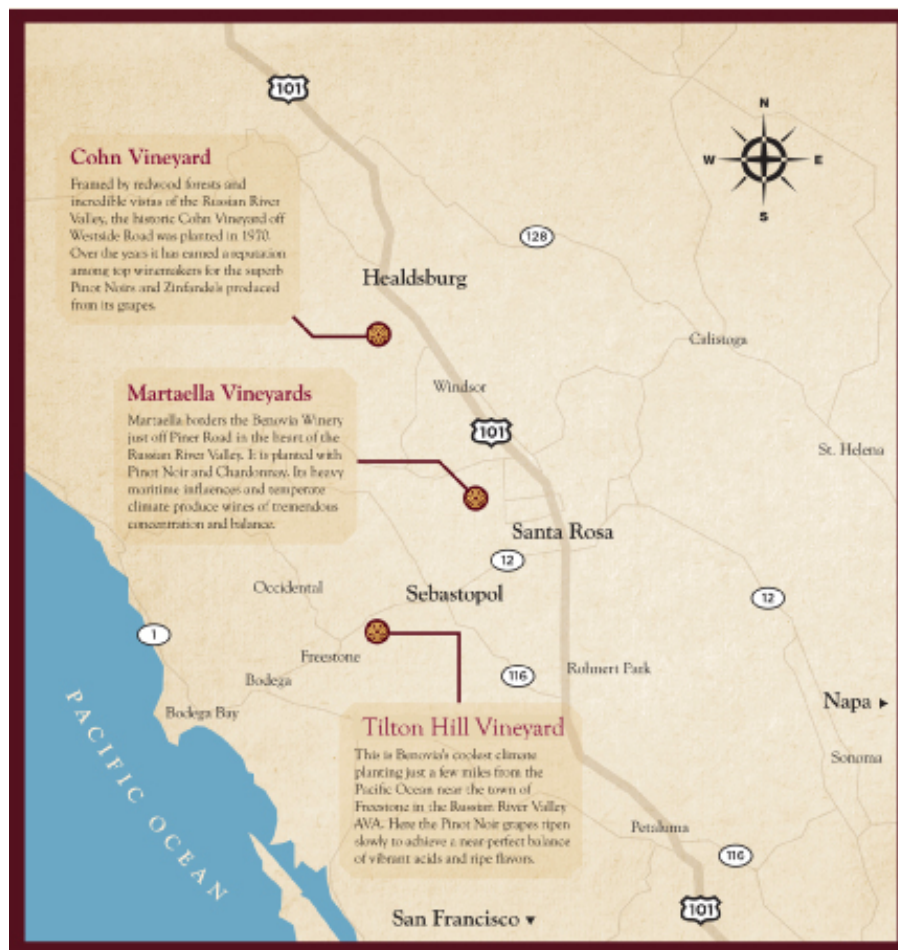 101
N
W E
S
Cohn Vineyard
Framed by redwood forests and
incredible vistas of the Russian River
Valley, the historic Cohn Vineyard off
Westside Road was planted in 1970.
Over the years it has earned a reputation
among top winemakers for the superb
Pinot Noirs and Zinfandels produced
from its grapes.
128
Healdsburg
Calistoga
Windsor
Martaella Vineyards
Martaella borders the Benovia Winery
just off Piner Road in the heart of the
Russian River Valley. It is planted with
Pinot Noir and Chardonnay. Its heavy
maritime influences and temperate
climate produce wines of tremendous
concentration and balance.
101
St. Helena
Santa Rosa
12
Occidental
Sebastopol
12
1
Freestone
Bodega
116
Rohnert Park
Bodega Bay
Napa
PACIFIC OCEAN
Tilton Hill Vineyard
This is Benovia's coolest climate
planting just a few miles from the
Pacific Ocean near the town of
Freestone in the Russian River Valley
AVA. Here the Pinot Noir grapes ripen
slowly to achieve a near-perfect balance
of vibrant acids and ripe flavors.
Sonoma
Petaluma
116
San Francisco
101